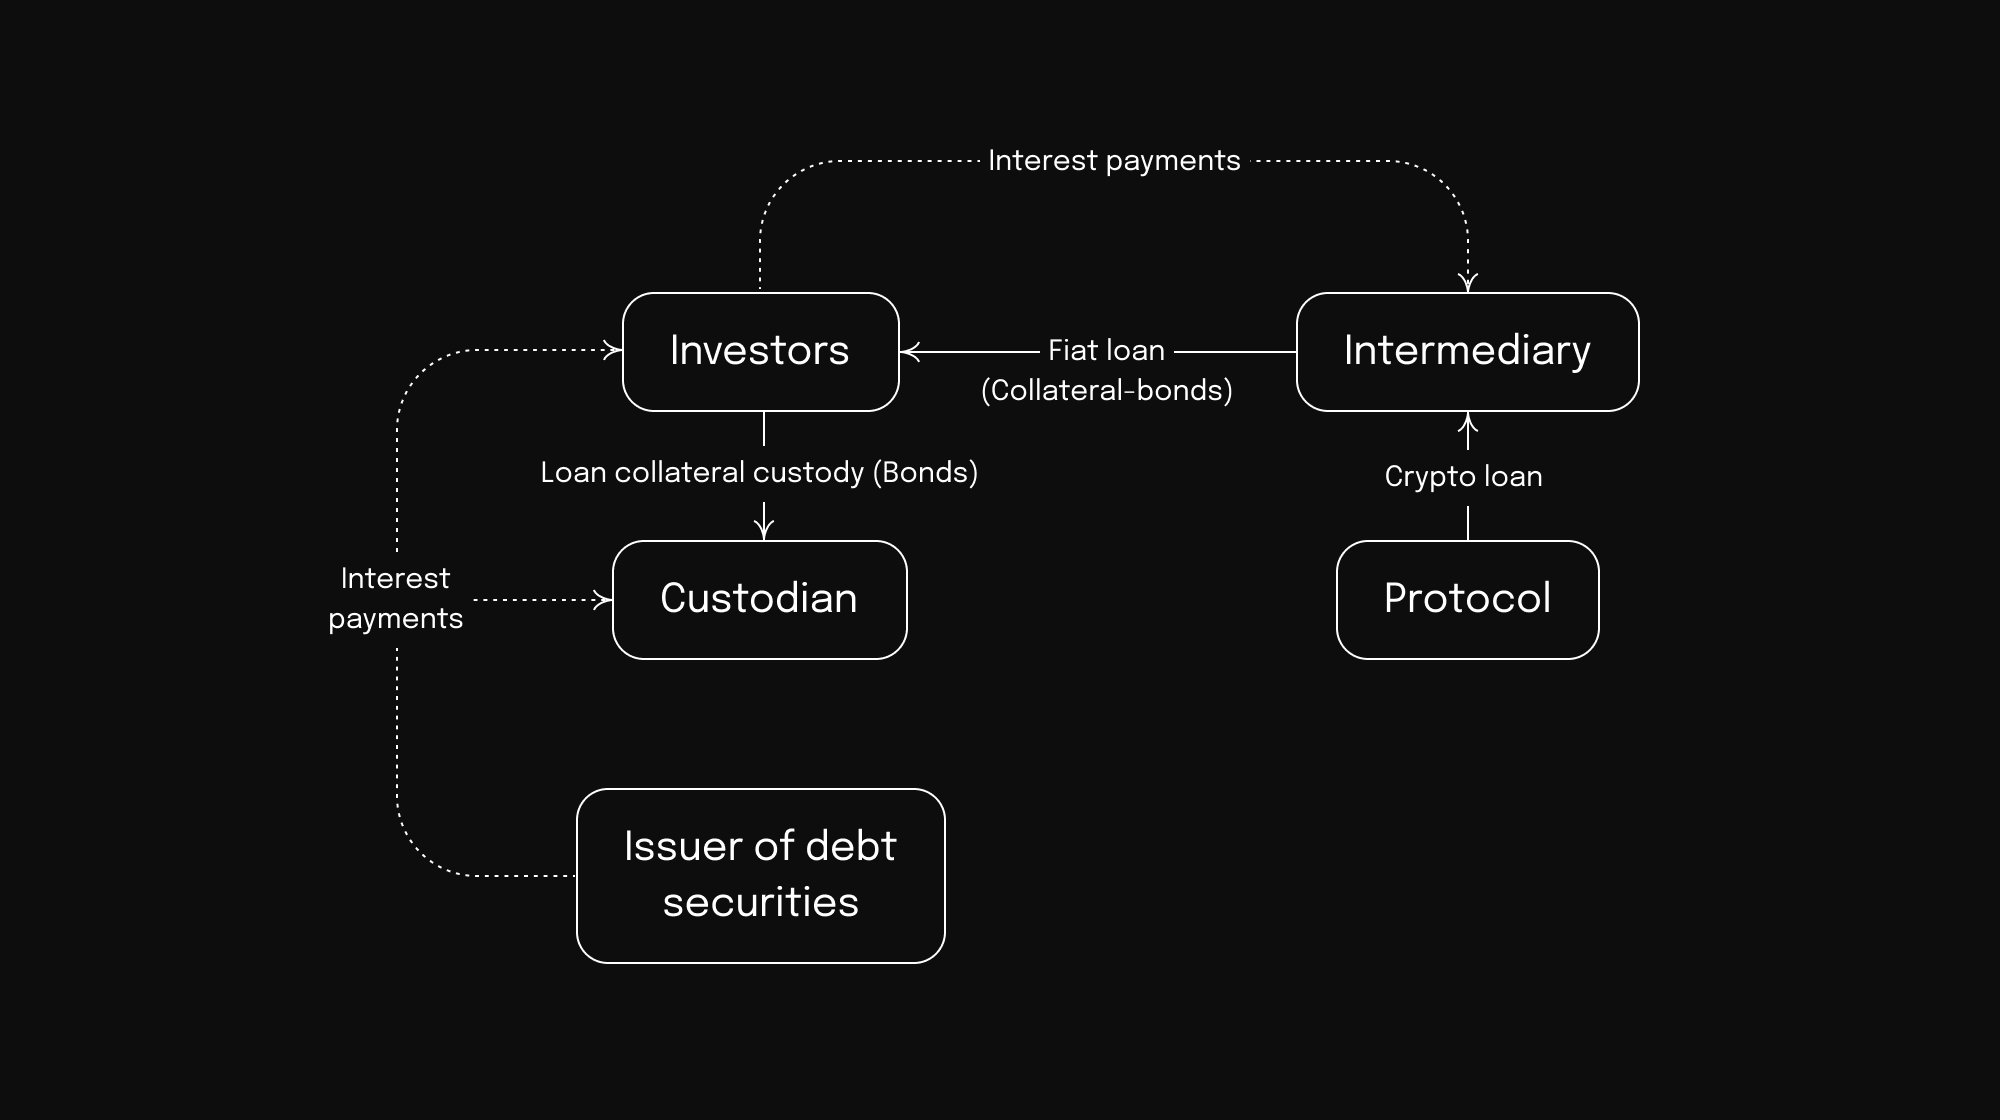 Interest payments
Investors
Fiat loan
(Collateral-bonds)
Intermediary
Loan collateral custody (Bonds)
Crypto loan
Interest
payments
Custodian
Protocol
Issuer of debt
securities